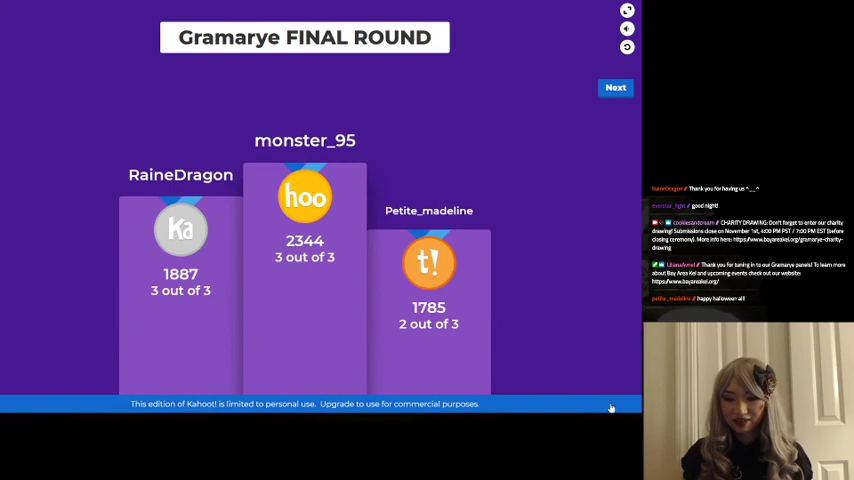 Gramarye FINAL ROUND
Next
monster_95
RaineDragon
Petite_madeline
Ka
hoo
t!
1887
3 out of 3
2344
3 out of 3
1785
2 out of 3
This edition of Kahoot! is limited to personal use. Upgrade to use for commercial purposes.
RaineDragon // Thank you for having us ^__^
everstar_light // good night!
cookiesandcream // CHARITY DRAWING: Don't forget to enter our charity
drawing! Submissions close on November 1st, 4:00 PM PST / 7:00 PM EST (before
closing ceremony). More info here: https://www.bayareakei.com/gramarye-charity-
drawing
LilianaAuriel // Thank you for tuning in to our Gramarye panels! To learn more
about Bay Area Kei and upcoming events check out our website:
https://www.bayareakei.org/
petite_madeline // happy halloween all!